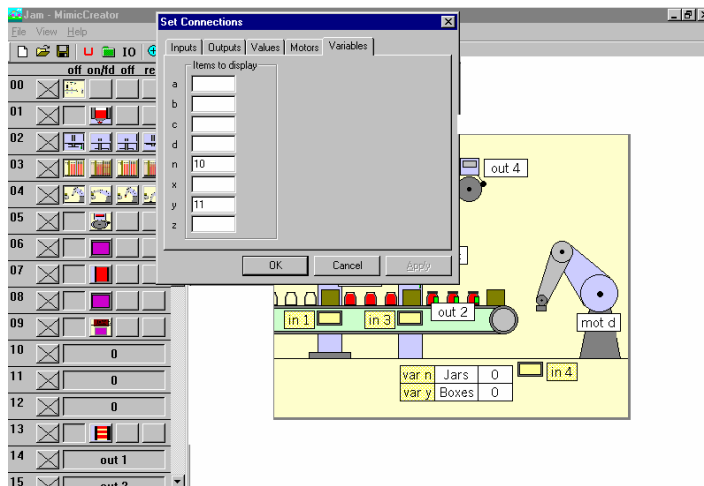 Jam - MimicCreator
File View Help
IO
off on/fd off re
00
01
02
03
04
05
06
07
08
09
10 0
11 0
12 0
13
14 out 1
15 out 2
Set Connections
Inputs Outputs Values Motors Variables
Items to display
a
b
c
d
n 10
x
y 11
z
OK Cancel Apply
out 4
in 1 in 3 out 2
mot d
var n Jars 0
var y Boxes 0
in 4